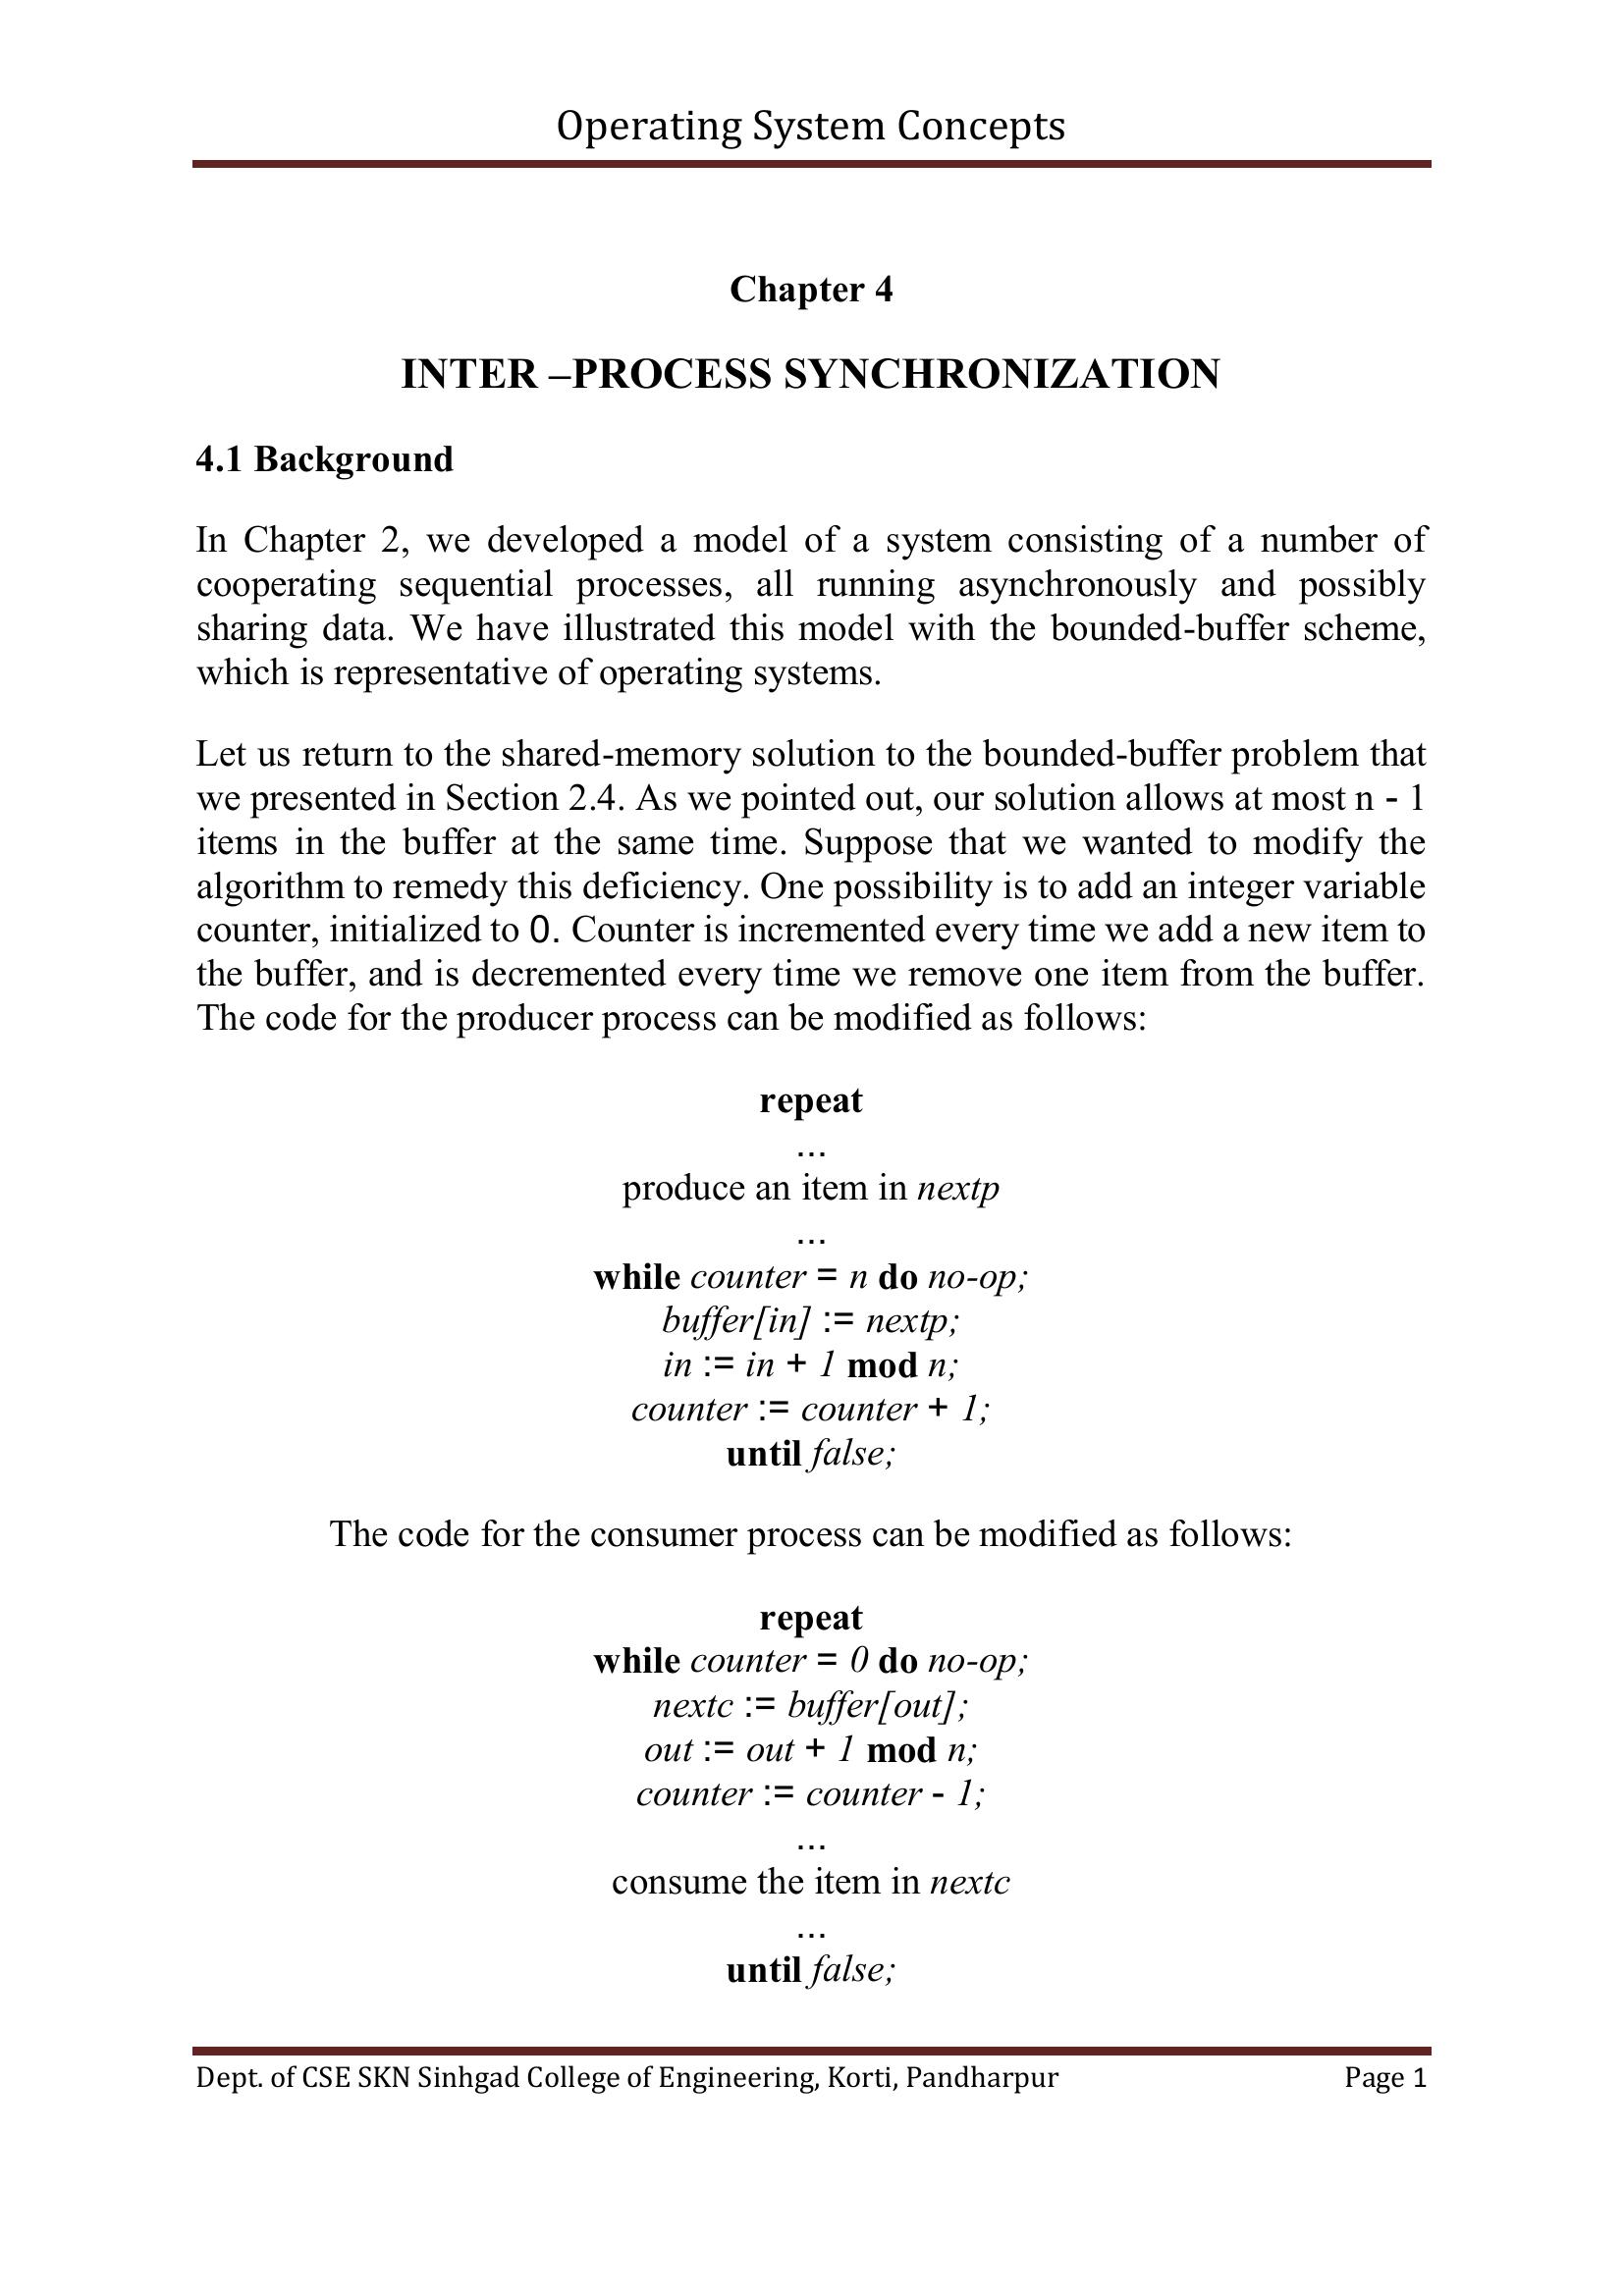 Operating System Concepts
Chapter 4
INTER –PROCESS SYNCHRONIZATION
4.1 Background
In Chapter 2, we developed a model of a system consisting of a number of
cooperating sequential processes, all running asynchronously and possibly
sharing data. We have illustrated this model with the bounded-buffer scheme,
which is representative of operating systems.
Let us return to the shared-memory solution to the bounded-buffer problem that
we presented in Section 2.4. As we pointed out, our solution allows at most n - 1
items in the buffer at the same time. Suppose that we wanted to modify the
algorithm to remedy this deficiency. One possibility is to add an integer variable
counter, initialized to 0. Counter is incremented every time we add a new item to
the buffer, and is decremented every time we remove one item from the buffer.
The code for the producer process can be modified as follows:
repeat
...
produce an item in nextp
...
while counter = n do no-op;
buffer[in] := nextp;
in := in + 1 mod n;
counter := counter + 1;
until false;
The code for the consumer process can be modified as follows:
repeat
while counter = 0 do no-op;
nextc := buffer[out];
out := out + 1 mod n;
counter := counter - 1;
...
consume the item in nextc
...
until false;
Dept. of CSE SKN Sinhgad College of Engineering, Korti, Pandharpur Page 1